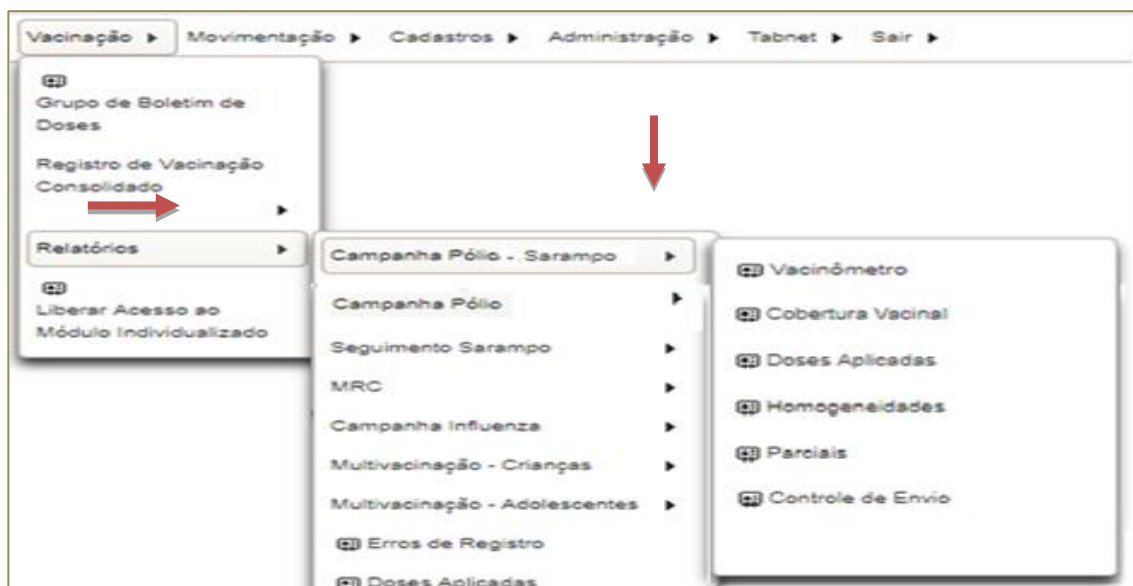 Vacinação Movimentação Cadastros Administração Tabnet Sair
Grupo de Boletim de
Doses
Registro de Vacinação
Consolidado
Relatórios
Liberar Acesso ao
Módulo Individualizado
Campanha Pólio - Sarampo
Campanha Pólio
Seguimento Sarampo
MRC
Campanha Influenza
Multivacinação - Crianças
Multivacinação - Adolescentes
Erros de Registro
Doses Aplicadas
Vacinômetro
Cobertura Vacinal
Doses Aplicadas
Homogeneidades
Parciais
Controle de Envio